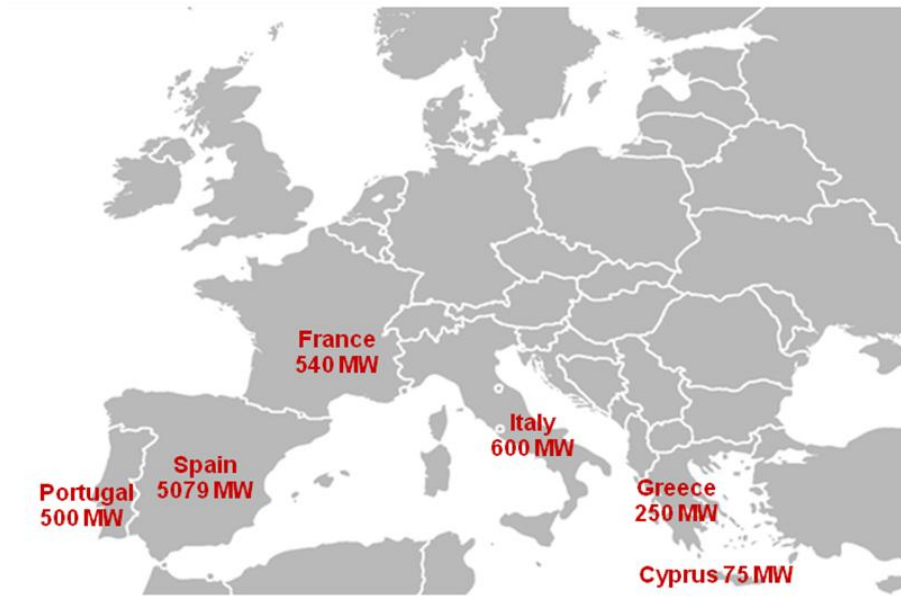 France
540 MW
Italy
600 MW
Spain
5079 MW
Portugal
500 MW
Greece
250 MW
Cyprus 75 MW